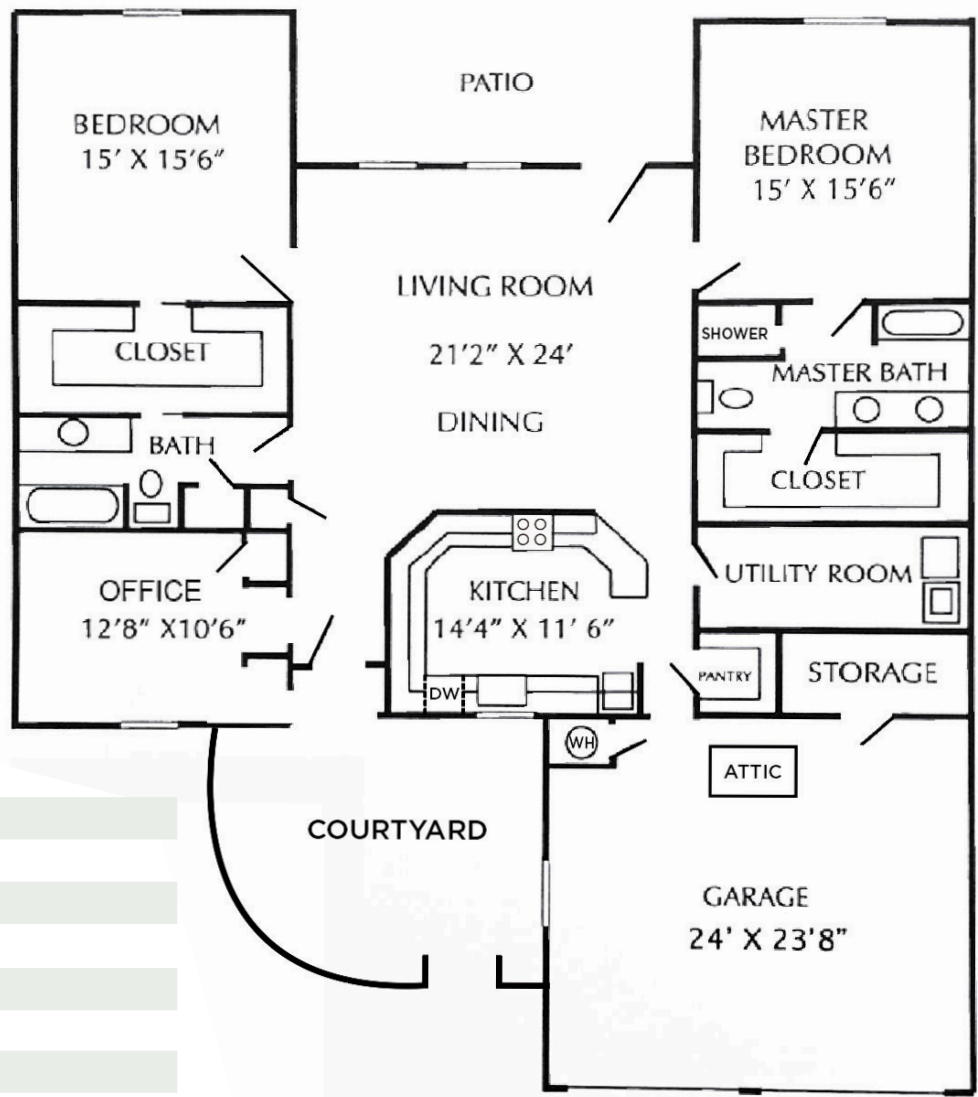 PATIO
BEDROOM
15' X 15'6"
MASTER
BEDROOM
15' X 15'6"
LIVING ROOM
21'2" X 24'
DINING
CLOSET
SHOWER
MASTER BATH
BATH
CLOSET
OFFICE
12'8" X10'6"
KITCHEN
14'4" X 11' 6"
UTILITY ROOM
DW
PANTRY
STORAGE
WH
ATTIC
COURTYARD
GARAGE
24' X 23'8"